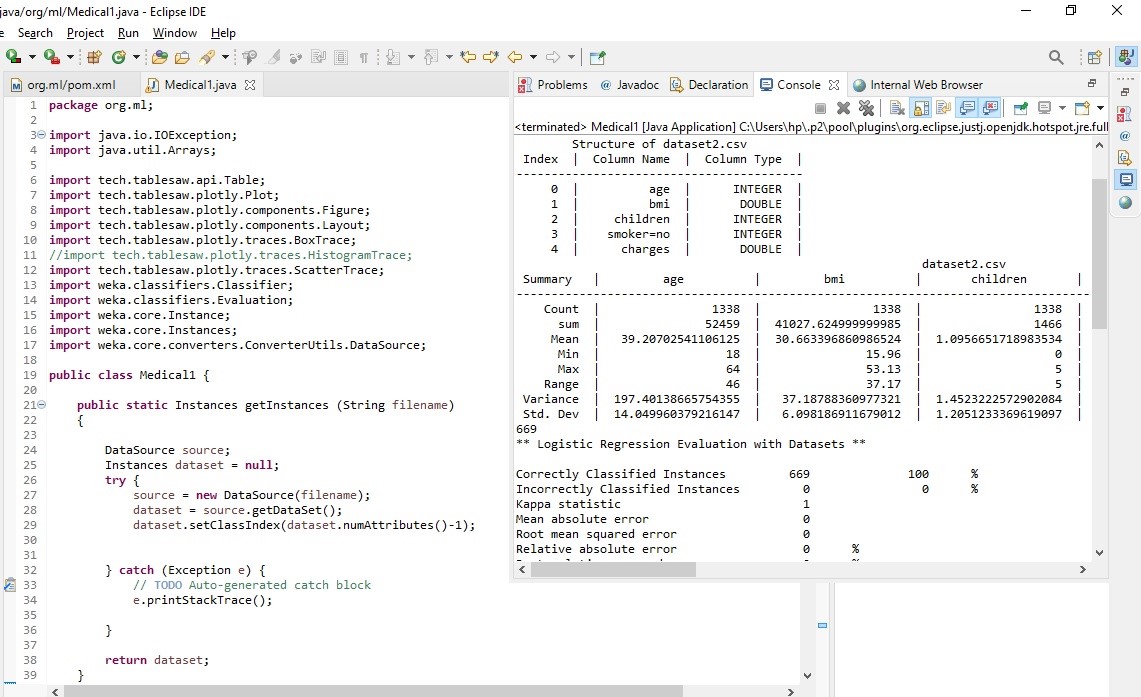 java/org/ml/Medical1.java - Eclipse IDE
Search Project Run Window Help
org.ml/pom.xml
Medical1.java
1 package org.ml;
2
3 import java.io.IOException;
4 import java.util.Arrays;
5
6 import tech.tablesaw.api.Table;
7 import tech.tablesaw.plotly.Plot;
8 import tech.tablesaw.plotly.components.Figure;
9 import tech.tablesaw.plotly.components.Layout;
10 import tech.tablesaw.plotly.traces.BoxTrace;
11 //import tech.tablesaw.plotly.traces.HistogramTrace;
12 import tech.tablesaw.plotly.traces.ScatterTrace;
13 import weka.classifiers.Classifier;
14 import weka.classifiers.Evaluation;
15 import weka.core.Instance;
16 import weka.core.Instances;
17 import weka.core.converters.ConverterUtils.DataSource;
18
19 public class Medical1 {
20
21 public static Instances getInstances (String filename)
22 {
23
24 DataSource source;
25 Instances dataset = null;
26 try {
27 source = new DataSource(filename);
28 dataset = source.getDataSet();
29 dataset.setClassIndex(dataset.numAttributes()-1);
30
31
32 } catch (Exception e) {
33 // TODO Auto-generated catch block
34 e.printStackTrace();
35
36 }
37
38 return dataset;
39 }
Problems @ Javadoc Declaration Console Internal Web Browser
<terminated> Medical1 [Java Application] C:\Users\hp\.p2\pool\plugins\org.eclipse.justj.openjdk.hotspot.jre.full
Structure of dataset2.csv
Index | Column Name | Column Type |
-----------------------------------------
0 | age | INTEGER |
1 | bmi | DOUBLE |
2 | children | INTEGER |
3 | smoker=no | INTEGER |
4 | charges | DOUBLE |
dataset2.csv
Summary | age | bmi | children |
-----------------------------------------
Count | 1338 | 1338 | 1338 |
sum | 52459 | 41027.624999999985 | 1466 |
Mean | 39.20702541106125 | 30.663396860986524 | 1.0956651718983534 |
Min | 18 | 15.96 | 0 |
Max | 64 | 53.13 | 5 |
Range | 46 | 37.17 | 5 |
Variance | 197.40138665754355 | 37.18788360977321 | 1.4523222572902084 |
Std. Dev | 14.049960379216147 | 6.098186911679012 | 1.2051233369619097 |
669
** Logistic Regression Evaluation with Datasets **
Correctly Classified Instances 669 100 %
Incorrectly Classified Instances 0 0 %
Kappa statistic 1
Mean absolute error 0
Root mean squared error 0
Relative absolute error 0 %